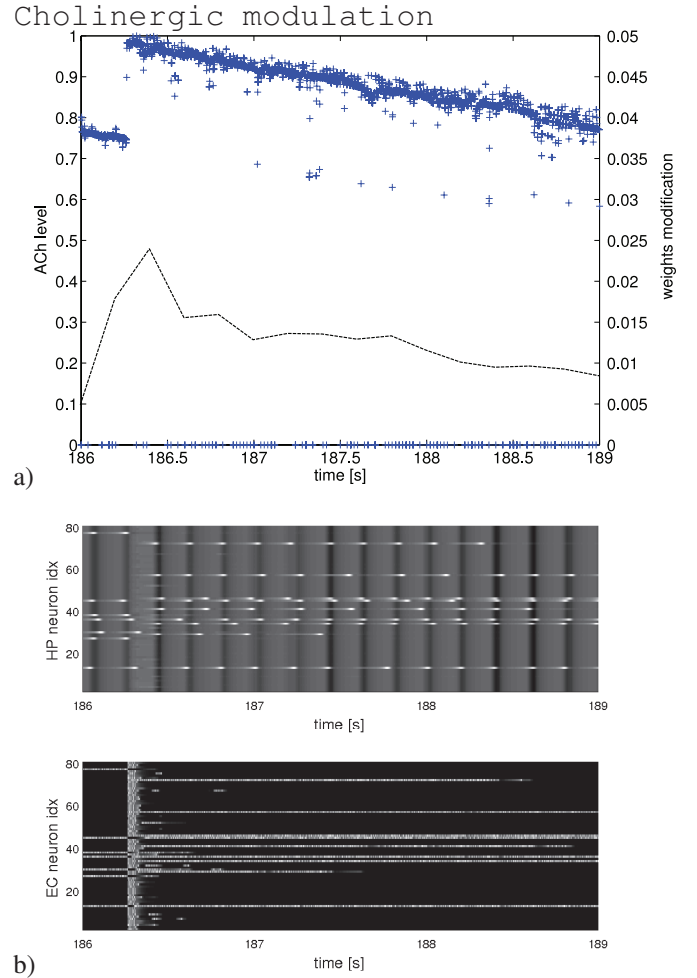 Cholinergic modulation
1
0.9
0.8
0.7
0.6
0.5
0.4
0.3
0.2
0.1
0
ACh level
0.05
0.045
0.04
0.035
0.03
0.025
0.02
0.015
0.01
0.005
0
weights modification
186 186.5 187 187.5 188 188.5 189
time [s]
a)
80
60
40
20
HP neuron idx
186 187 188 189
time [s]
80
60
40
20
EC neuron idx
186 187 188 189
time [s]
b)